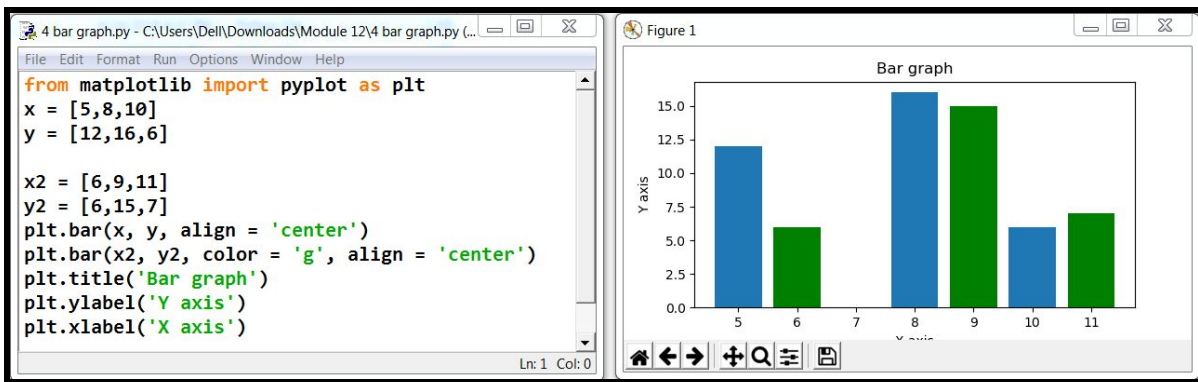 4 bar graph.py - C:\Users\Dell\Downloads\Module 12\4 bar graph.py (...
File Edit Format Run Options Window Help
from matplotlib import pyplot as plt
x = [5,8,10]
y = [12,16,6]
x2 = [6,9,11]
y2 = [6,15,7]
plt.bar(x, y, align = 'center')
plt.bar(x2, y2, color = 'g', align = 'center')
plt.title('Bar graph')
plt.ylabel('Y axis')
plt.xlabel('X axis')
Ln: 1 Col: 0
Figure 1
Bar graph
Y axis
15.0
12.5
10.0
7.5
5.0
2.5
0.0
5 6 7 8 9 10 11
X axis